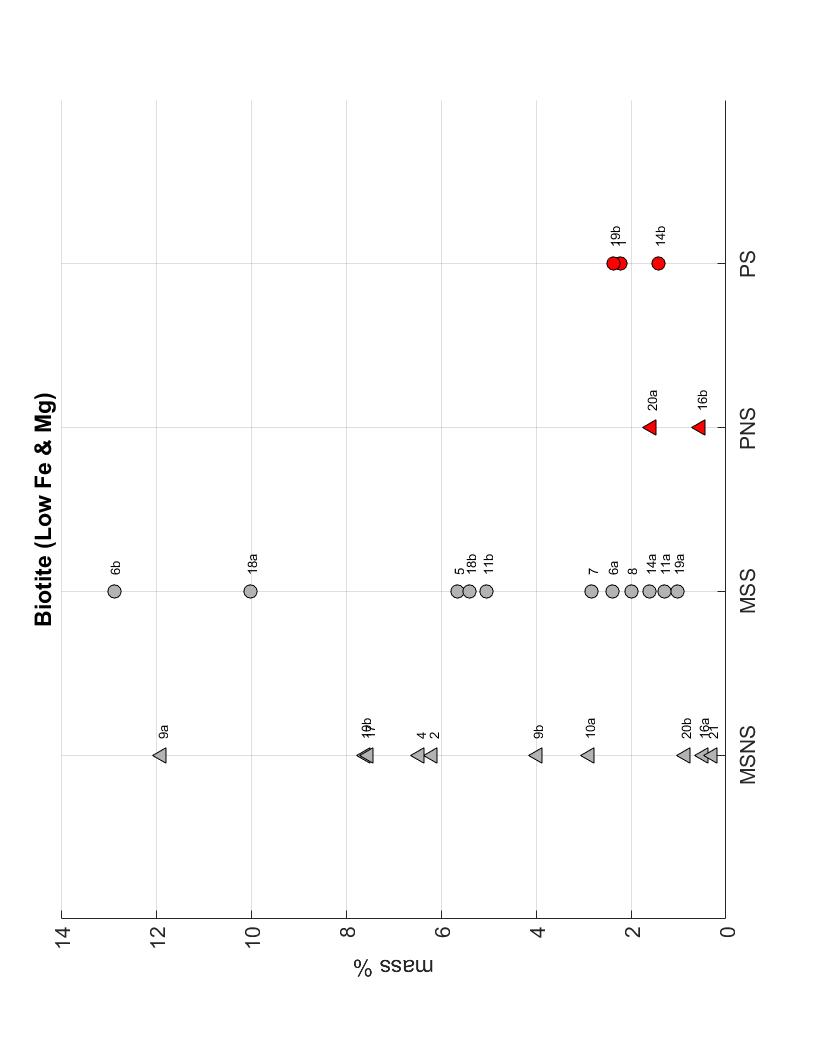 Biotite (Low Fe & Mg)
14
6b
12
9a
10
18a
8
10b
17
mass %
6
4
2
5
18b
11b
4
9b
10a
7
6a
2
8
19b
1
14a
20a
11a
14b
19a
20b
16a
16b
21
0
MSNS
MSS
PNS
PS